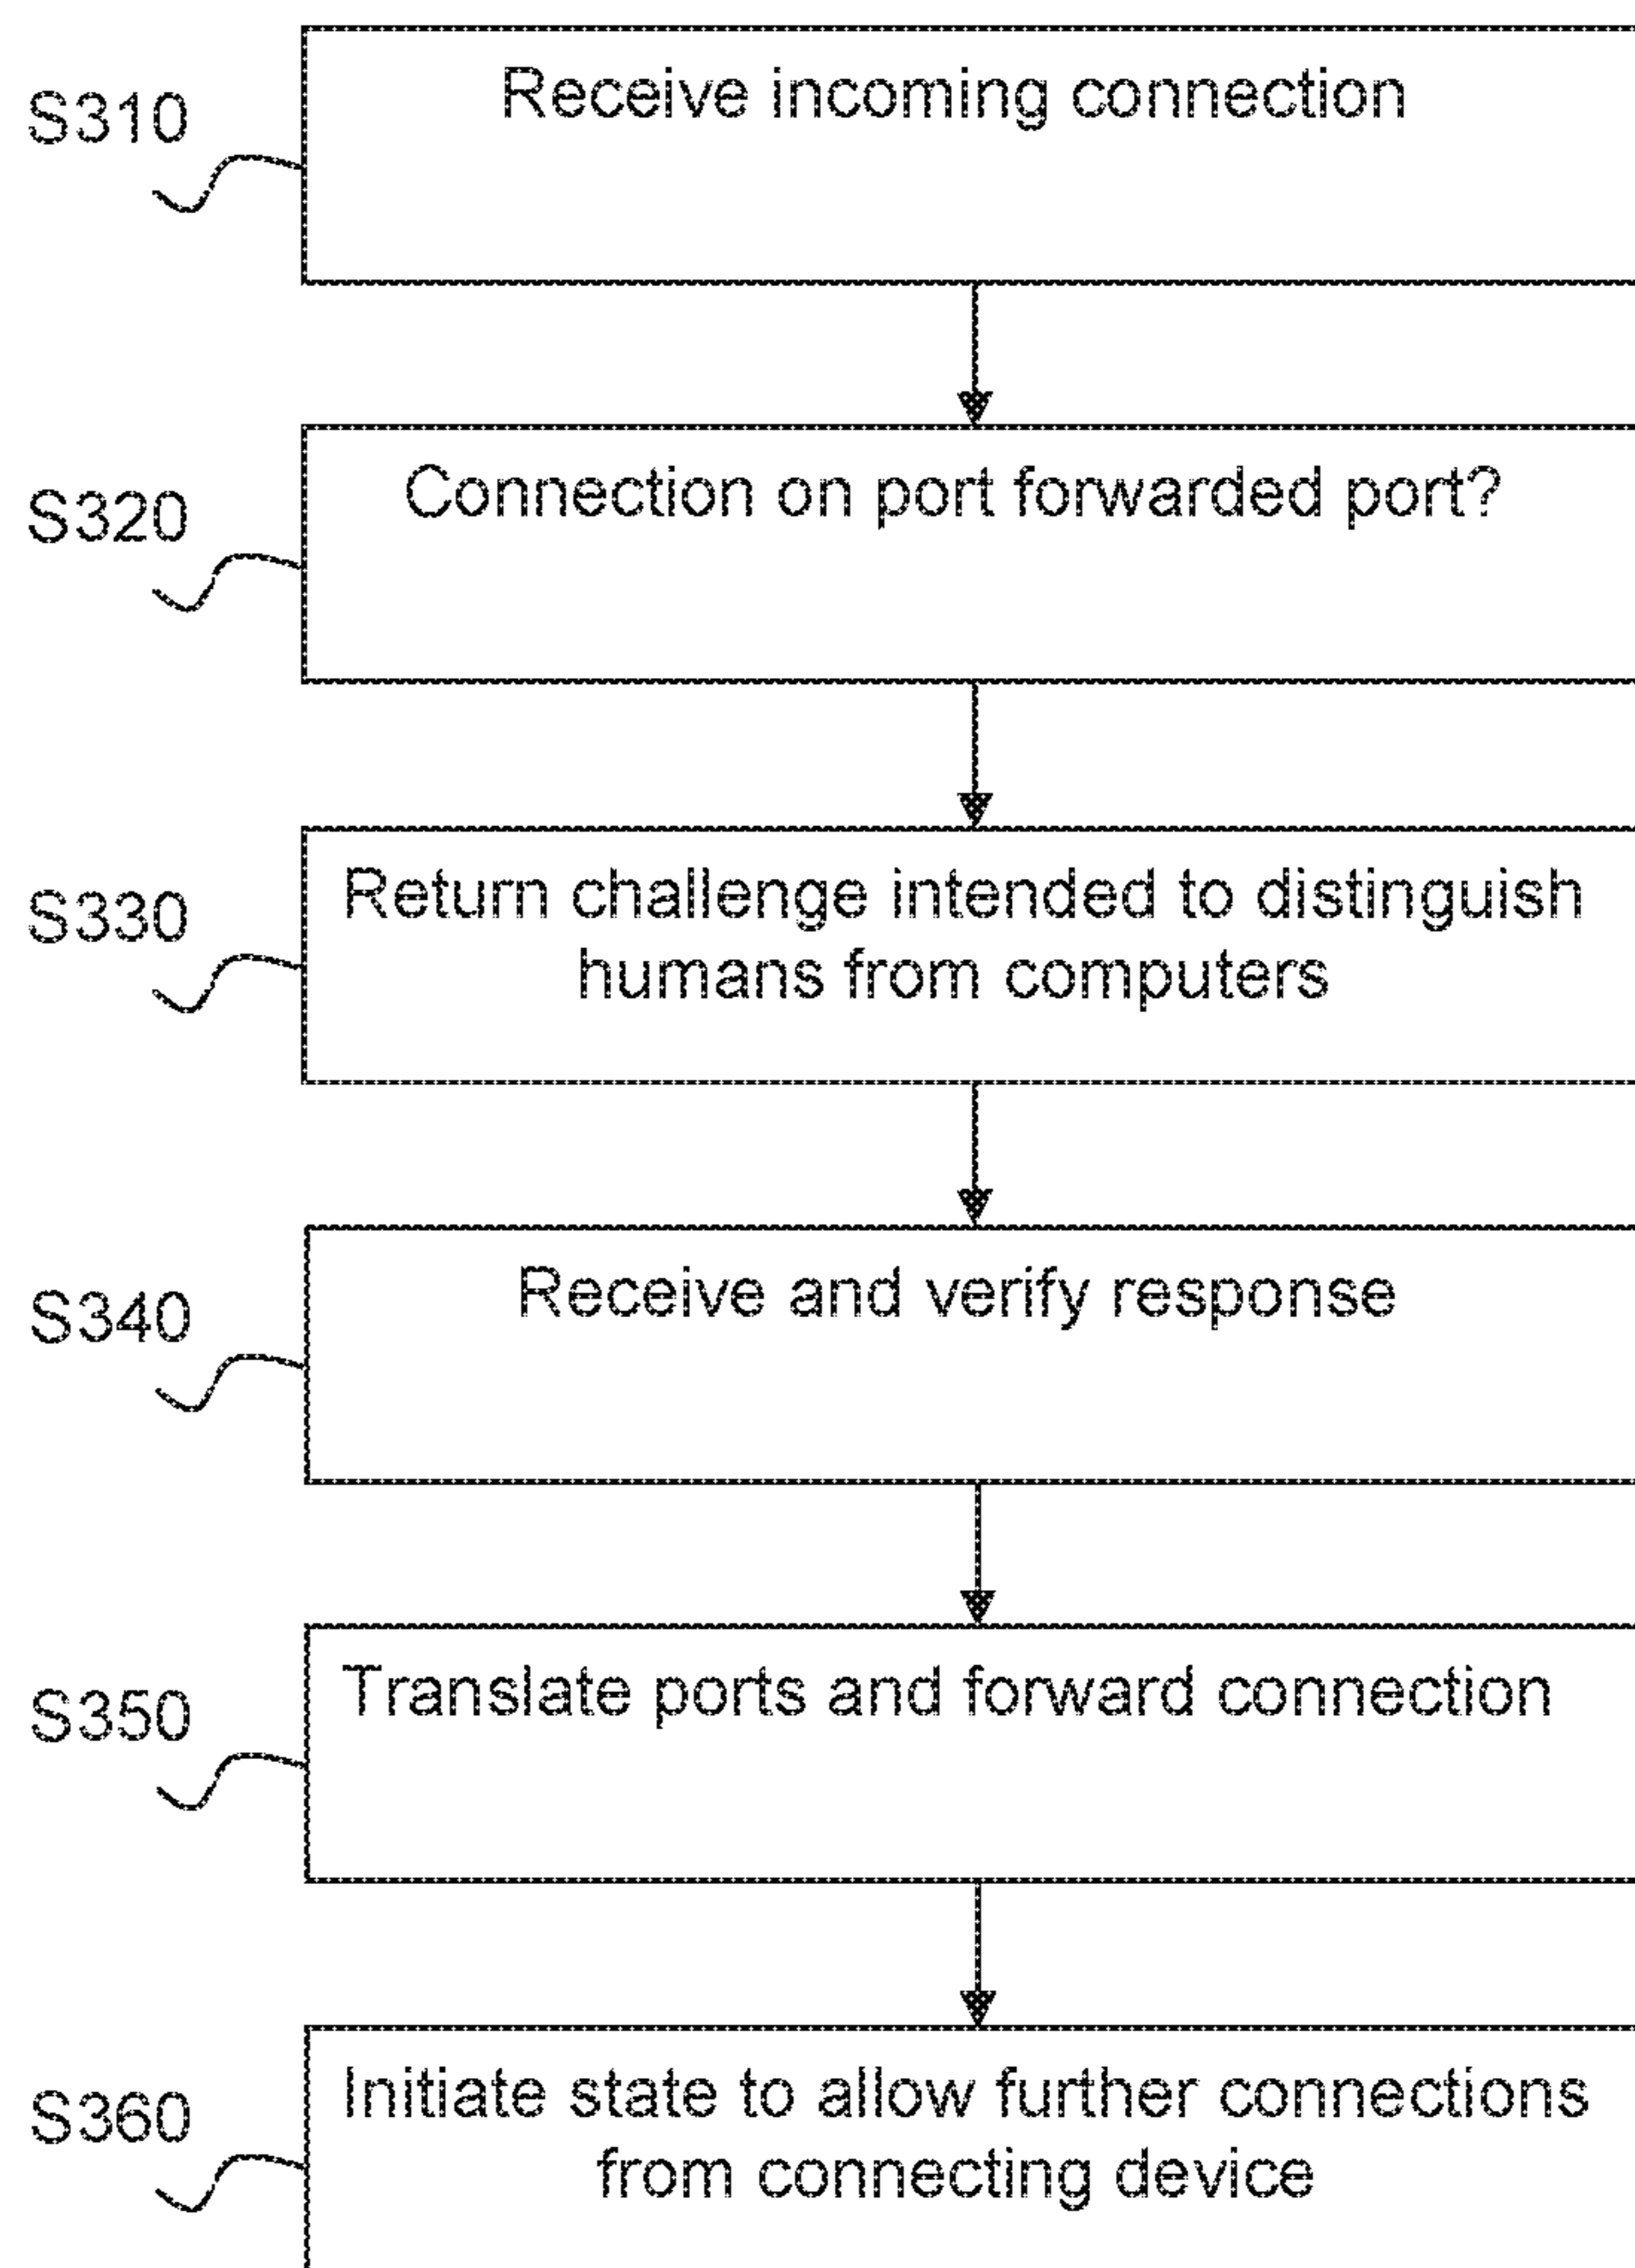 S310
Receive incoming connection
S320
Connection on port forwarded port?
S330
Return challenge intended to distinguish
humans from computers
S340
Receive and verify response
S350
Translate ports and forward connection
S360
Initiate state to allow further connections
from connecting device